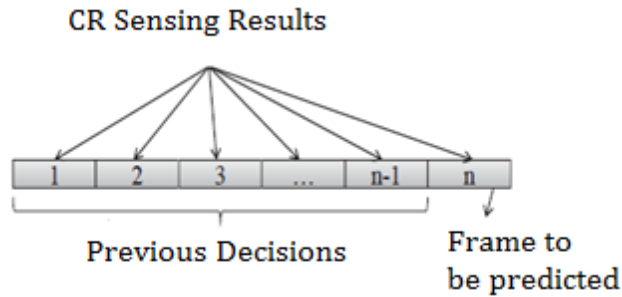 CR Sensing Results
1 2 3 ... n-1 n
Previous Decisions
Frame to
be predicted